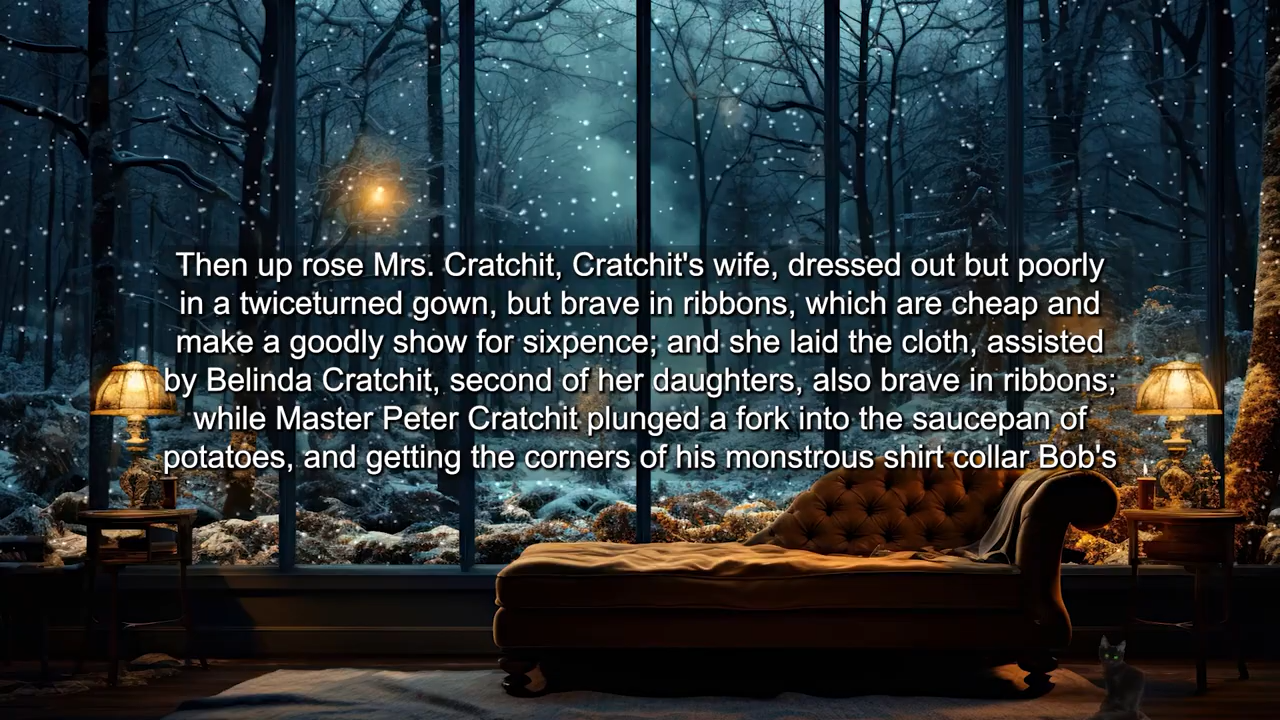 Then up rose Mrs. Cratchit, Cratchit's wife, dressed out but poorly
in a twiceturned gown, but brave in ribbons, which are cheap and
make a goodly show for sixpence; and she laid the cloth, assisted
by Belinda Cratchit, second of her daughters, also brave in ribbons;
while Master Peter Cratchit plunged a fork into the saucepan of
potatoes, and getting the corners of his monstrous shirt collar Bob's